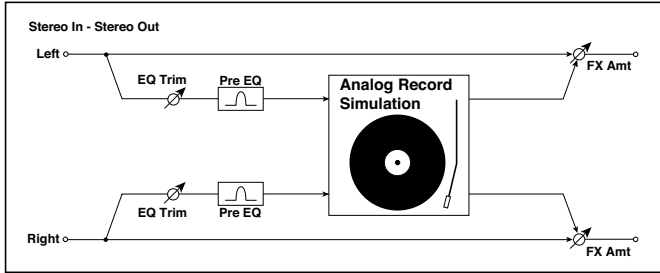 Stereo In - Stereo Out
Left
FX Amt
EQ Trim
Pre EQ
Analog Record
Simulation
EQ Trim
Pre EQ
Right
FX Amt